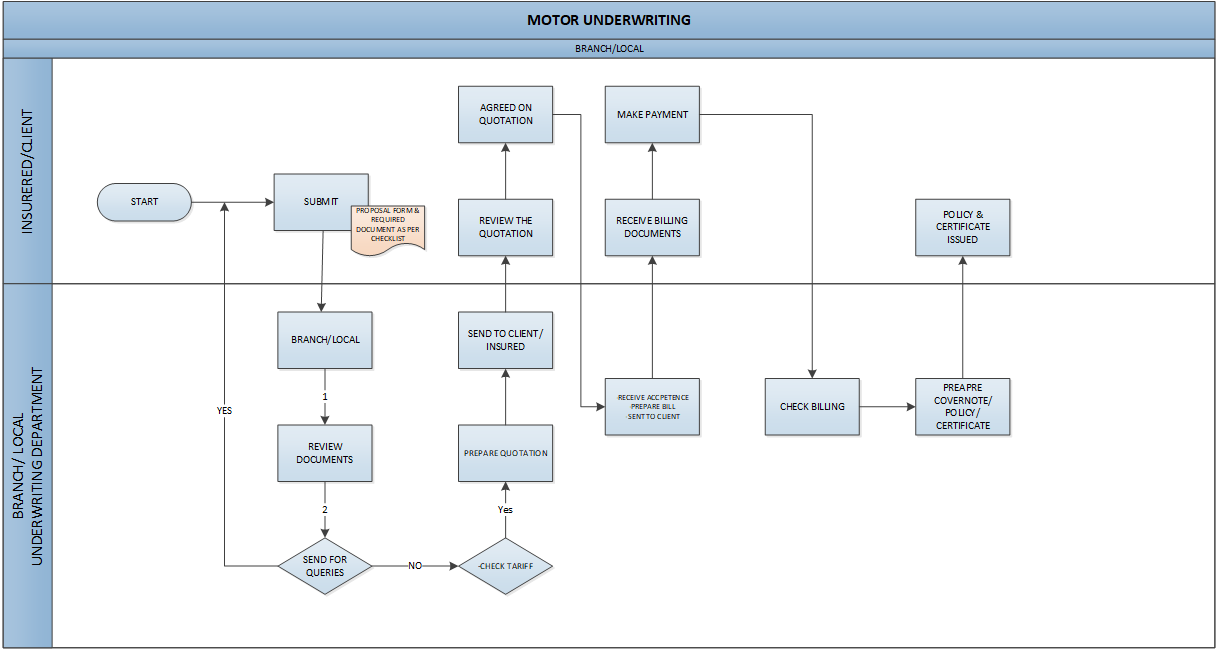 MOTOR UNDERWRITING
BRANCH/LOCAL
INSURERED/CLIENT
START
SUBMIT
PROPOSAL FORM &
REQUIRED
DOCUMENT AS PER
CHECKLIST
AGREED ON
QUOTATION
REVIEW THE
QUOTATION
MAKE PAYMENT
RECEIVE BILLING
DOCUMENTS
POLICY &
CERTIFICATE
ISSUED
BRANCH/ LOCAL
UNDERWRITING DEPARTMENT
BRANCH/LOCAL
1
REVIEW
DOCUMENTS
2
SEND FOR
QUERIES
YES
NO
-CHECK TARIFF
Yes
PREPARE QUOTATION
SEND TO CLIENT/
INSURED
-RECEIVE ACCPETENCE
-PREPARE BILL
-SENT TO CLIENT
CHECK BILLING
PREAPRE
COVERNOTE/
POLICY/
CERTIFICATE